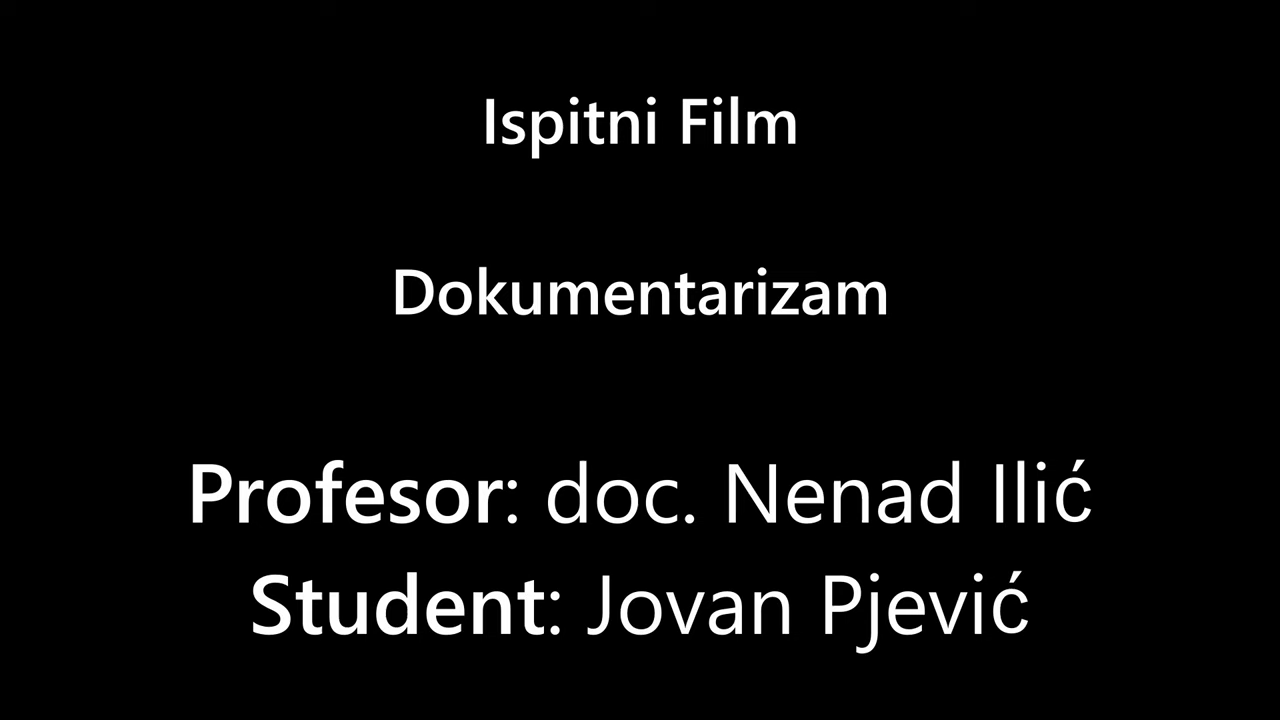 Ispitni Film
Dokumentarizam
Profesor: doc. Nenad Ilić
Student: Jovan Pjević